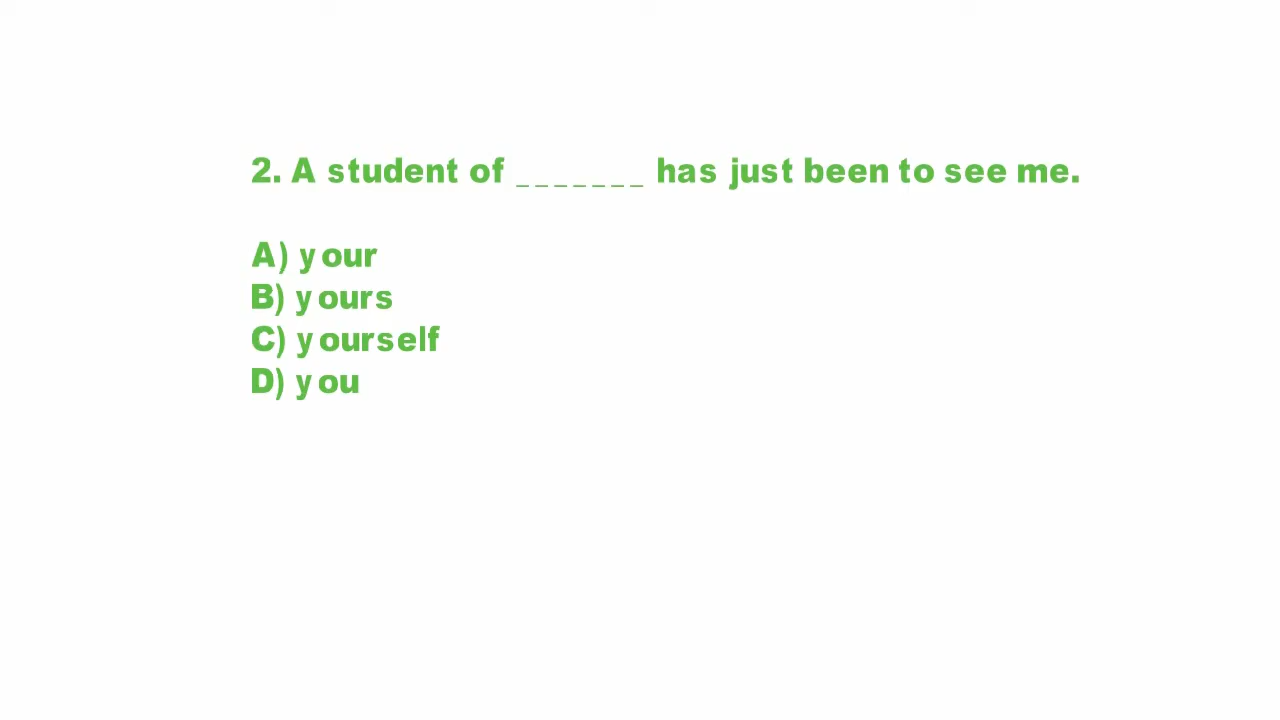 2. A student of _______ has just been to see me.
A) your
B) yours
C) yourself
D) you